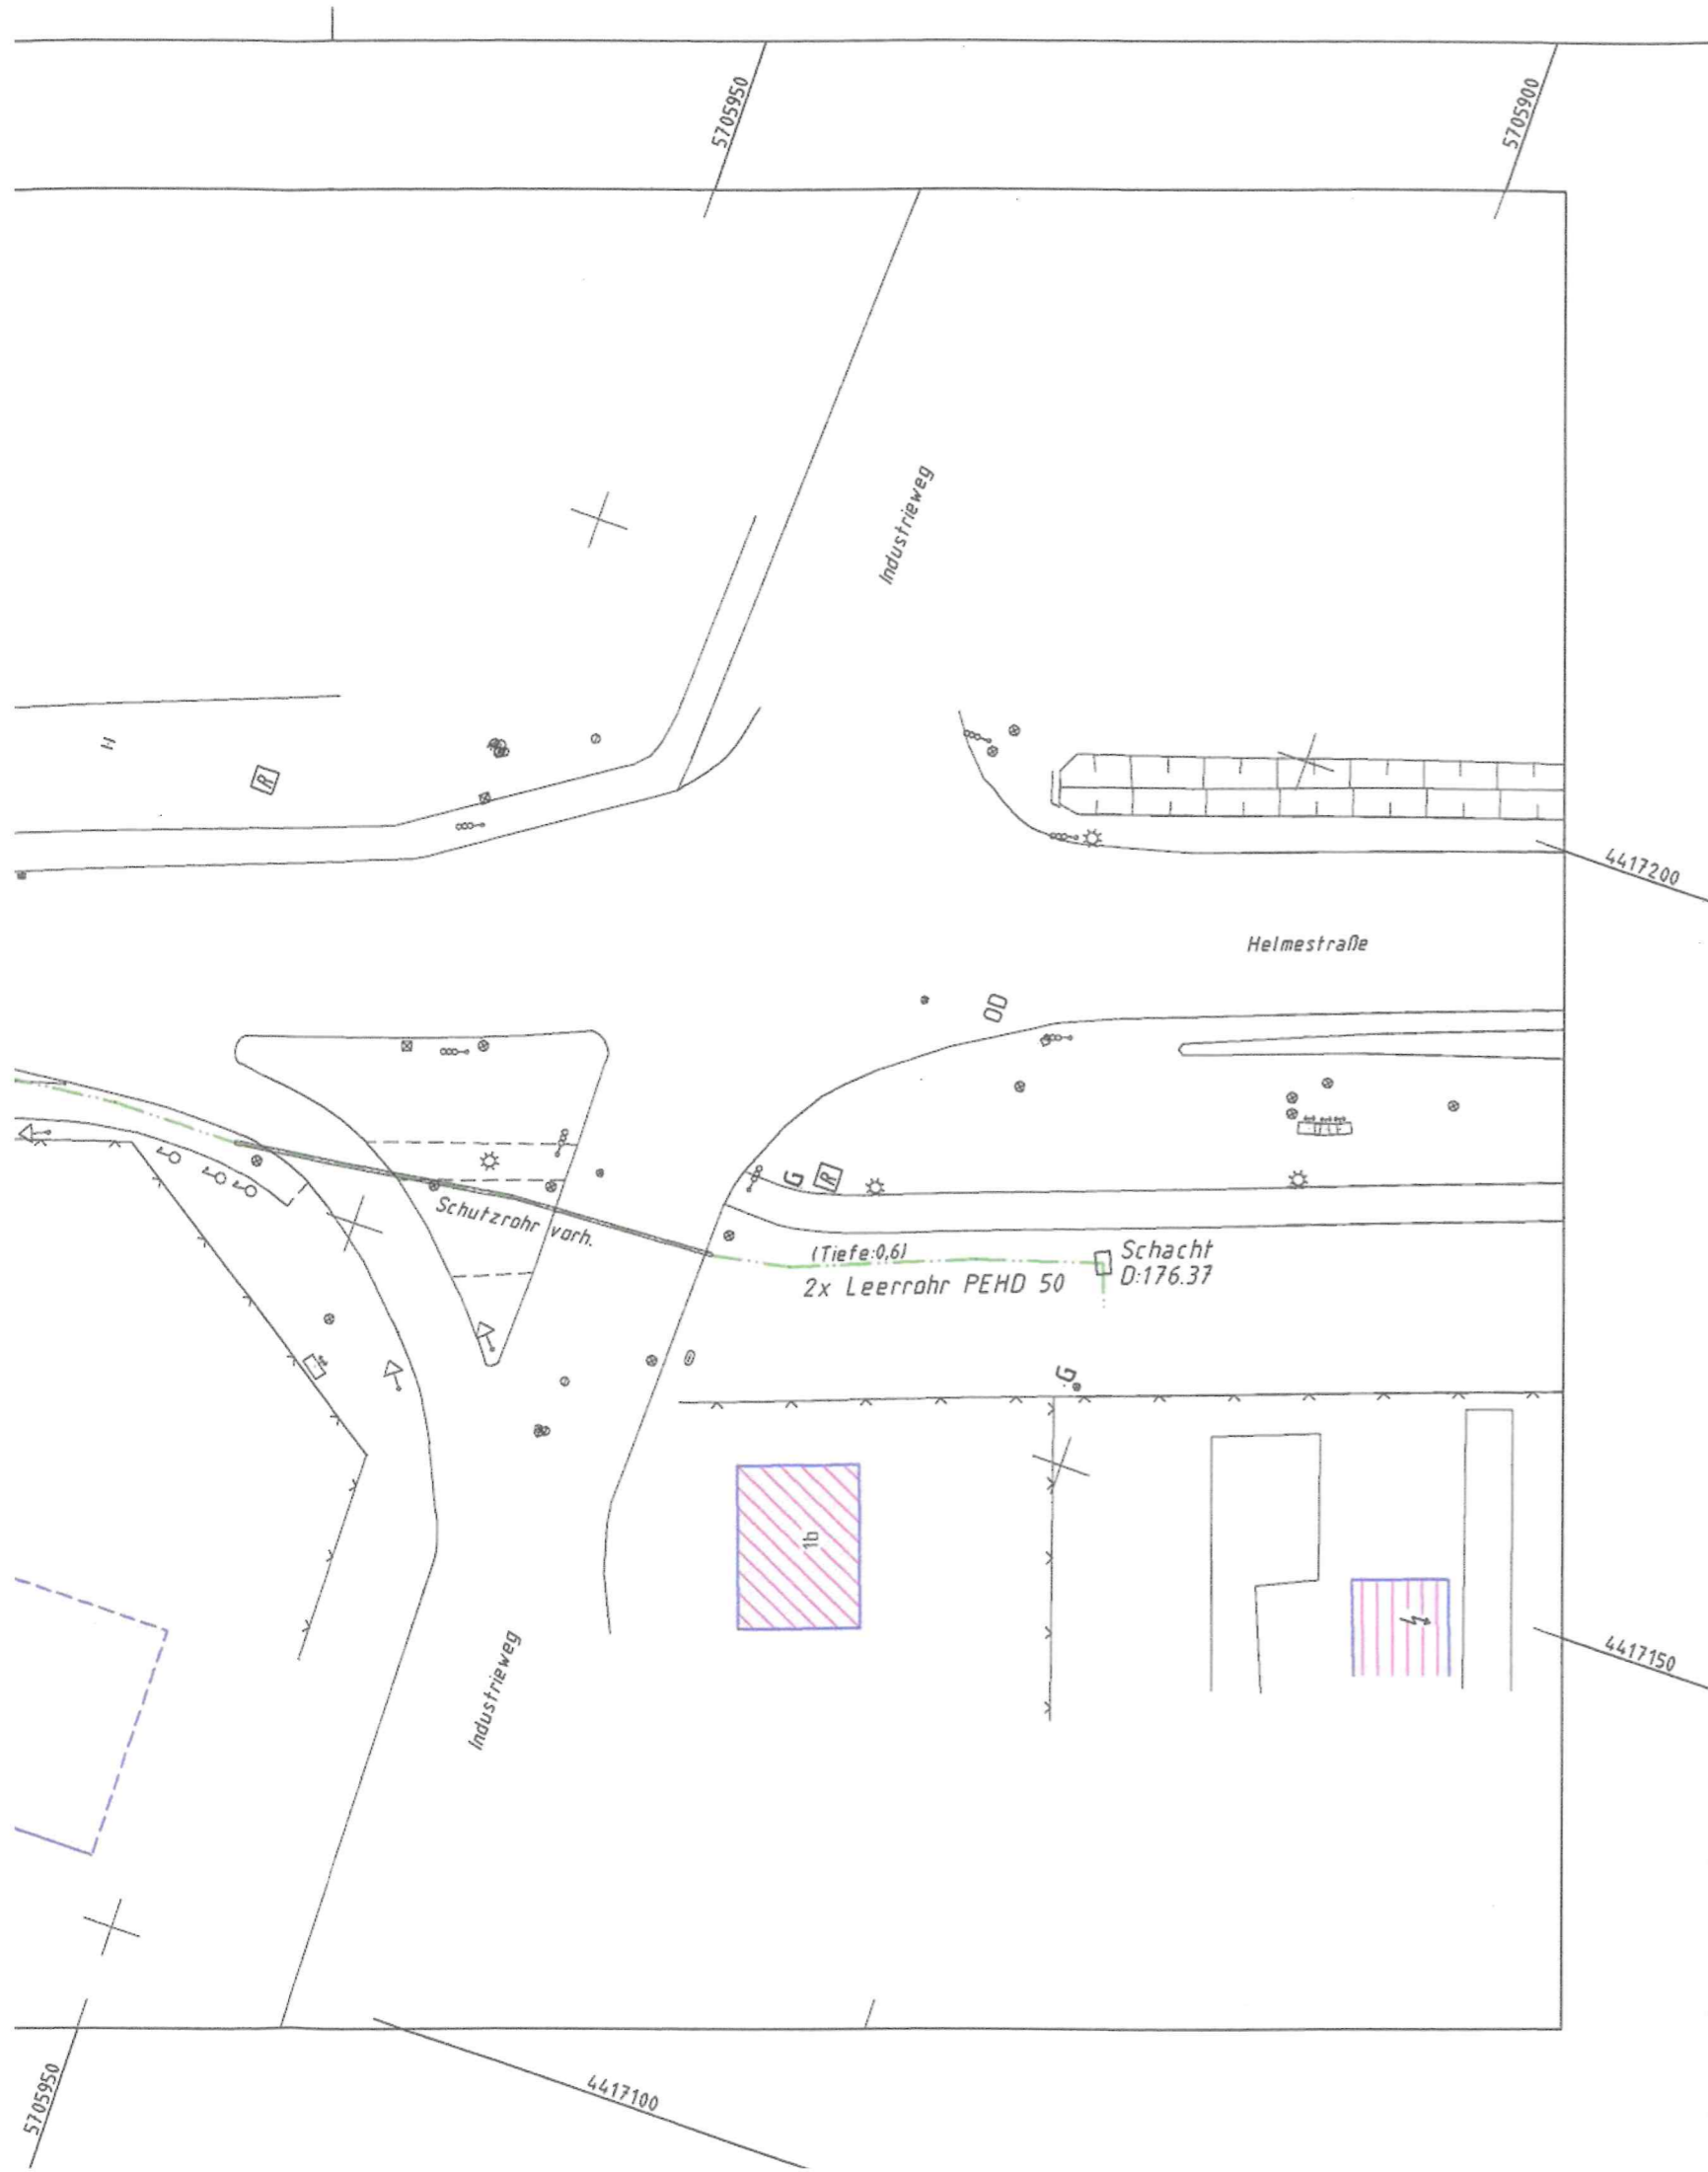 5705950
5705900
Industrieweg
H
R
4417200
Helmestraße
OD
G
R
Schutzrohr vorh.
(Tiefe:0,6)
2x Leerrohr PEHD 50
Schacht
D:176.37
G
1b
Industrieweg
4417150
5705950
4417100